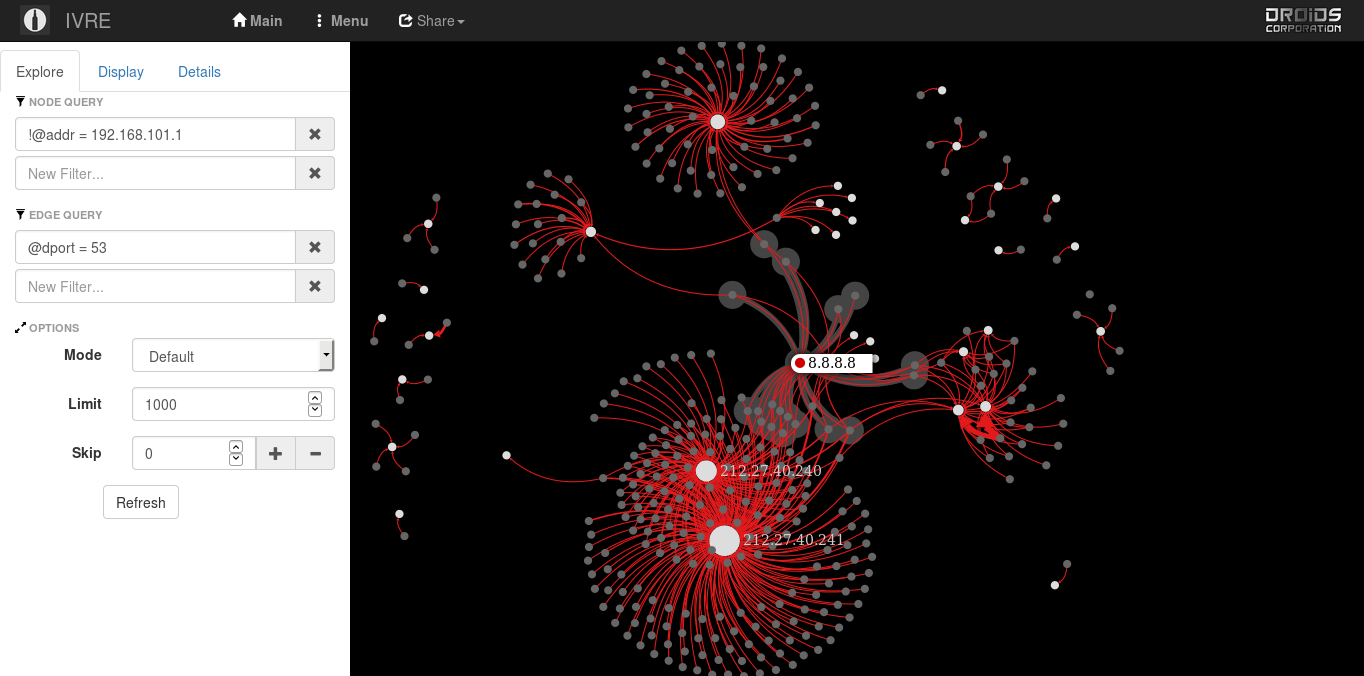 IVRE
Main
Menu
Share
DROIDS
CORPORATION
Explore
Display
Details
NODE QUERY
!@addr = 192.168.101.1
New Filter...
EDGE QUERY
@dport = 53
New Filter...
OPTIONS
Mode
Default
Limit
1000
Skip
0
Refresh
8.8.8.8
212.27.40.240
212.27.40.241